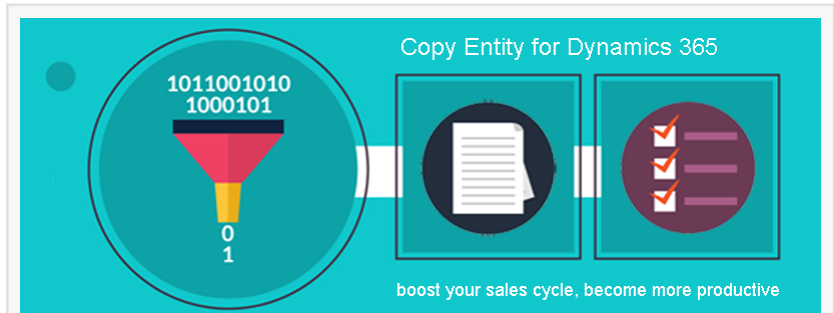 1011001010
1000101
0
1
Copy Entity for Dynamics 365
boost your sales cycle, become more productive